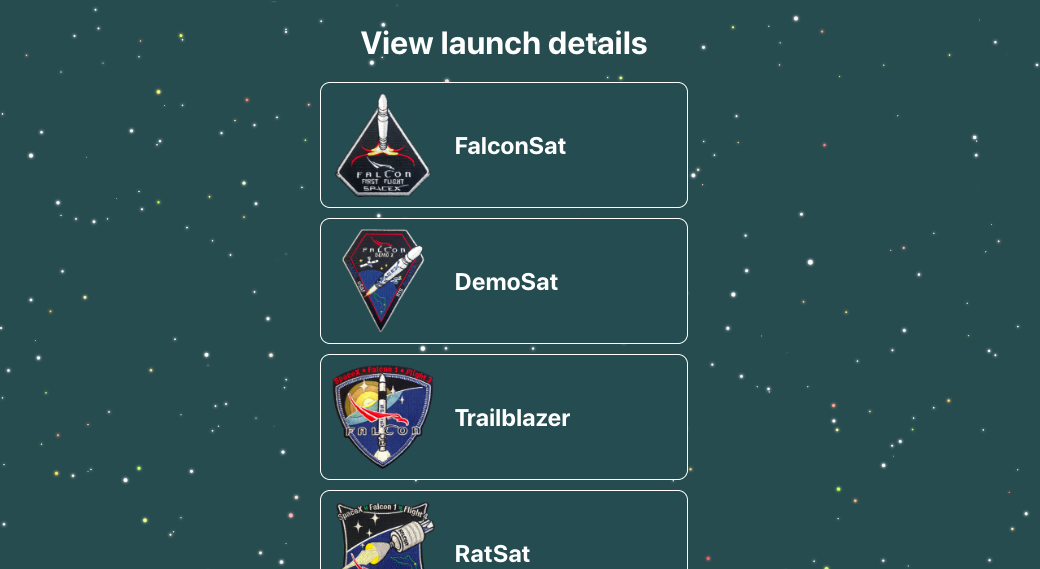 View launch details
FALCON
FIRST FLIGHT
SPACEX
FalconSat
FALCON
DEMO 2
DemoSat
SpaceX • Falcon 1 • Flight 3
FALCON
Trailblazer
SpaceX Falcon 1 Flight
RatSat